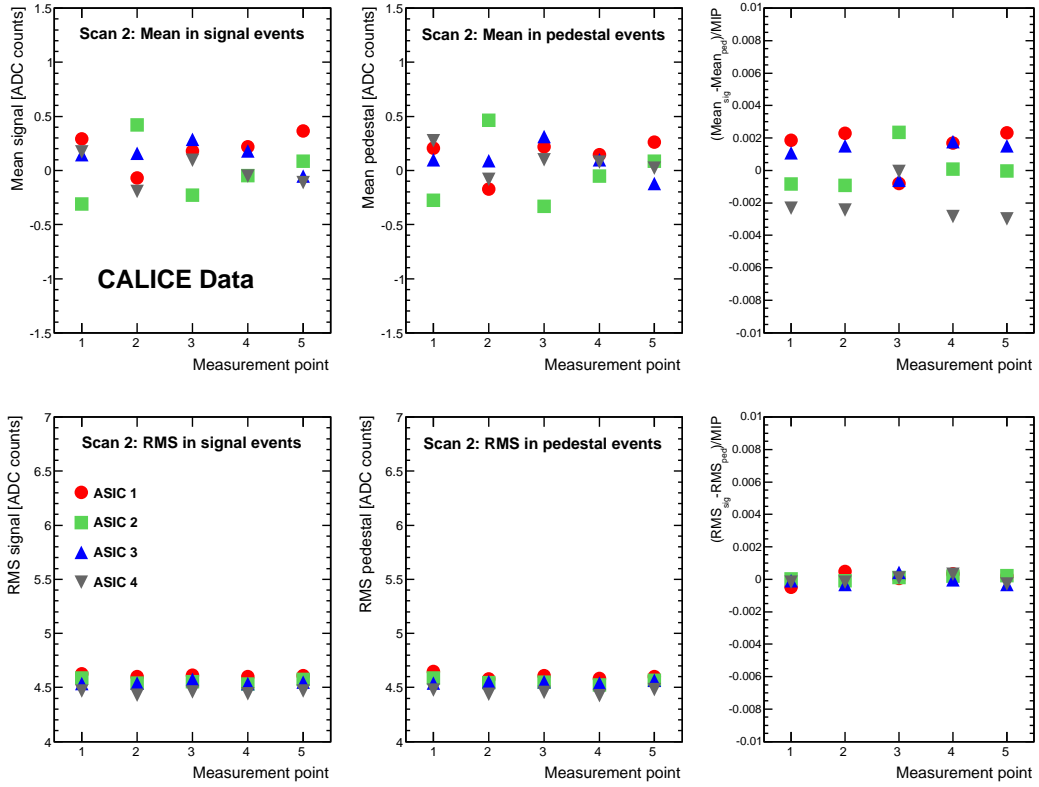 Scan 2: Mean in signal events
Mean signal [ADC counts]
1.5
1
0.5
0
-0.5
-1
-1.5
CALICE Data
1 2 3 4 5
Measurement point
Scan 2: Mean in pedestal events
Mean pedestal [ADC counts]
1.5
1
0.5
0
-0.5
-1
-1.5
1 2 3 4 5
Measurement point
(Mean_sig-Mean_ped)/MIP
0.01
0.008
0.006
0.004
0.002
0
-0.002
-0.004
-0.006
-0.008
-0.01
1 2 3 4 5
Measurement point
Scan 2: RMS in signal events
RMS signal [ADC counts]
7
6.5
6
5.5
5
4.5
4
ASIC 1
ASIC 2
ASIC 3
ASIC 4
1 2 3 4 5
Measurement point
Scan 2: RMS in pedestal events
RMS pedestal [ADC counts]
7
6.5
6
5.5
5
4.5
4
1 2 3 4 5
Measurement point
(RMS_sig-RMS_ped)/MIP
0.01
0.008
0.006
0.004
0.002
0
-0.002
-0.004
-0.006
-0.008
-0.01
1 2 3 4 5
Measurement point